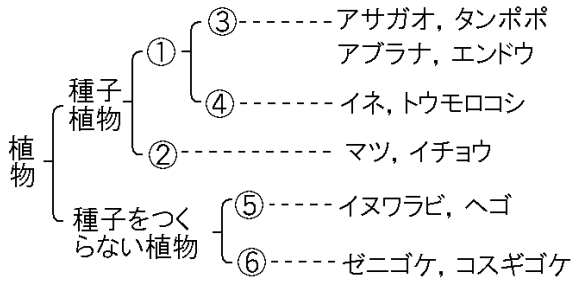 ③------アサガオ, タンポポ
アブラナ, エンドウ
①
種子
植物
④------イネ, トウモロコシ
植
物
②----------マツ, イチョウ
種子をつく
らない植物
⑤------イヌワラビ, ヘゴ
⑥------ゼニゴケ, コスギゴケ